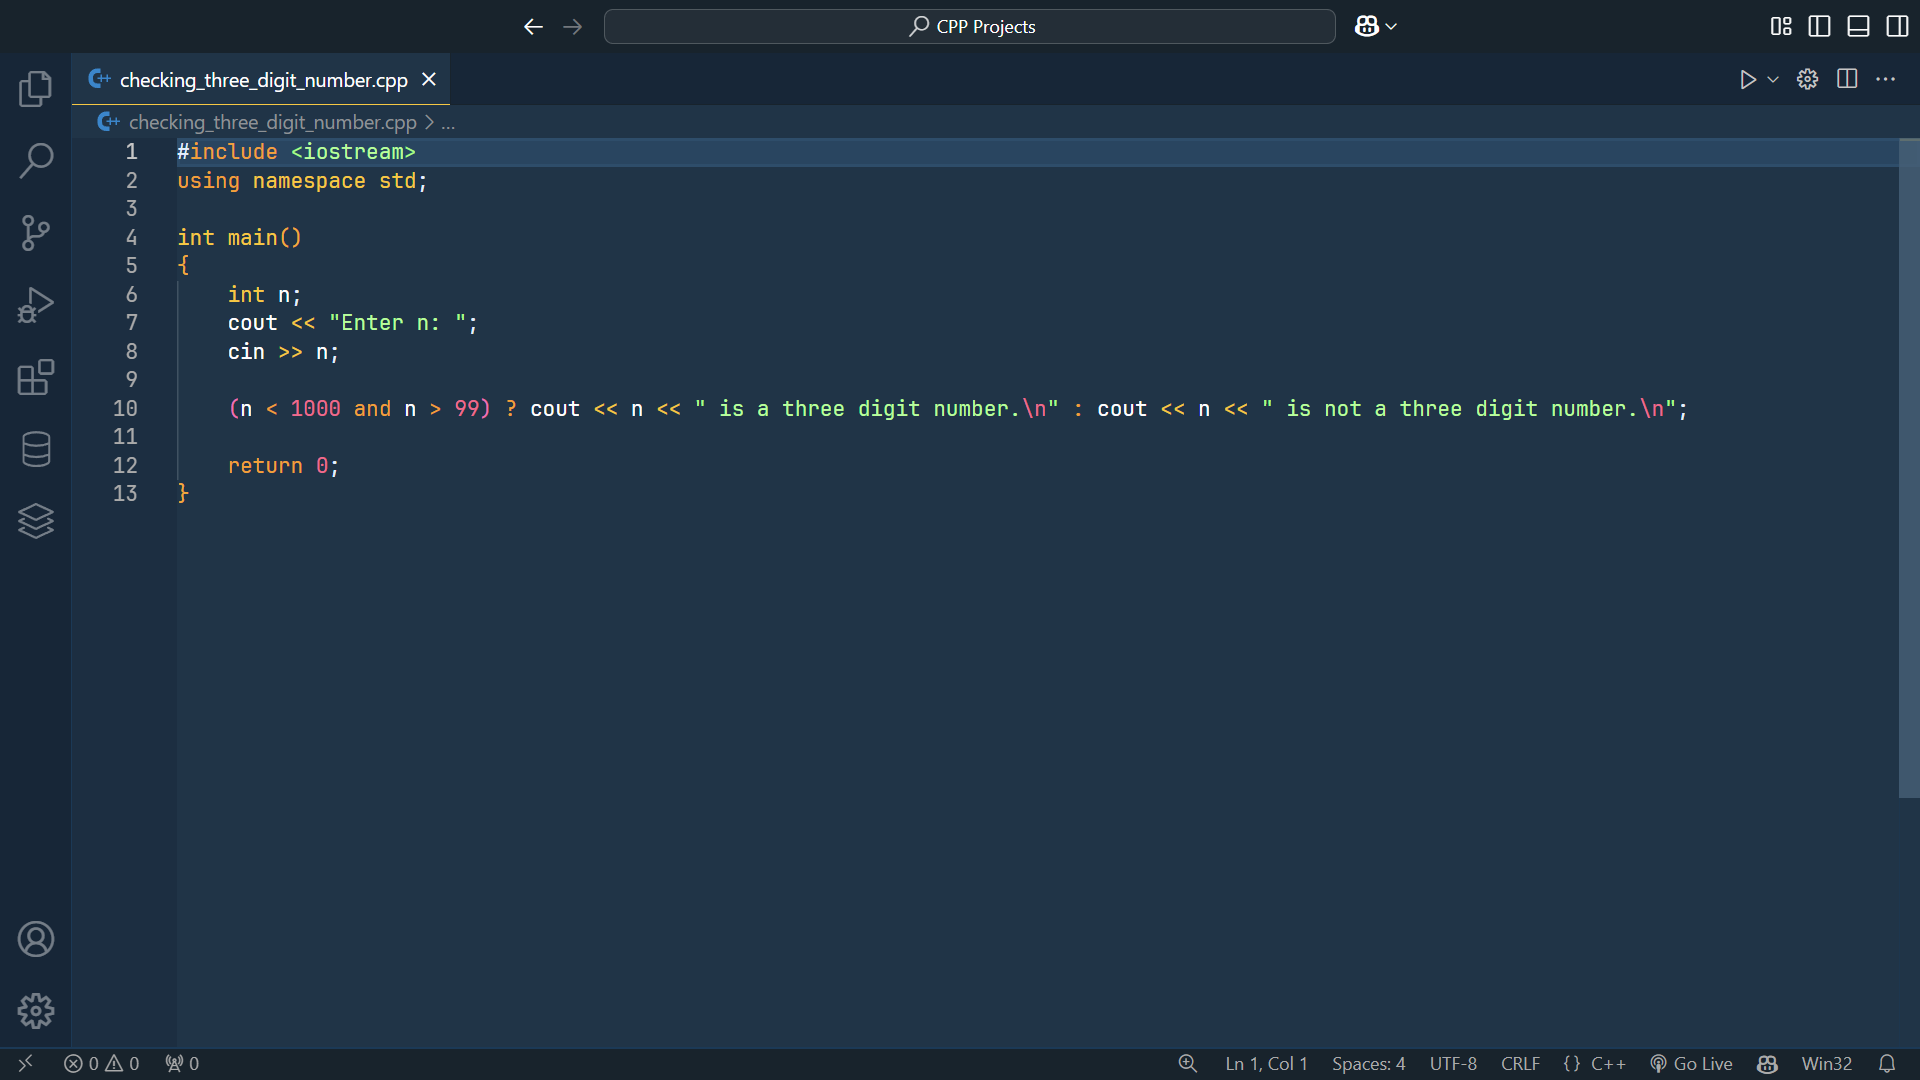 CPP Projects
checking_three_digit_number.cpp
checking_three_digit_number.cpp > ...
1 #include <iostream>
2 using namespace std;
3
4 int main()
5 {
6     int n;
7     cout << "Enter n: ";
8     cin >> n;
9
10     (n < 1000 and n > 99) ? cout << n << " is a three digit number.\n" : cout << n << " is not a three digit number.\n";
11
12     return 0;
13 }
0 0 0 Ln 1, Col 1 Spaces: 4 UTF-8 CRLF {} C++ Go Live Win32